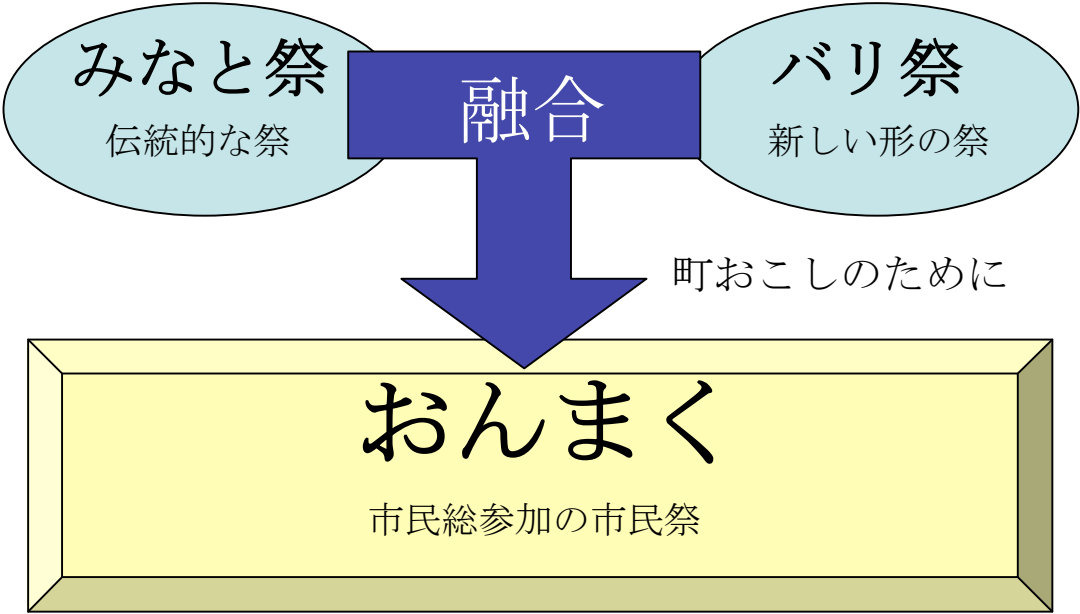 みなと祭
伝統的な祭
融合
バリ祭
新しい形の祭
町おこしのために
おんまく
市民総参加の市民祭